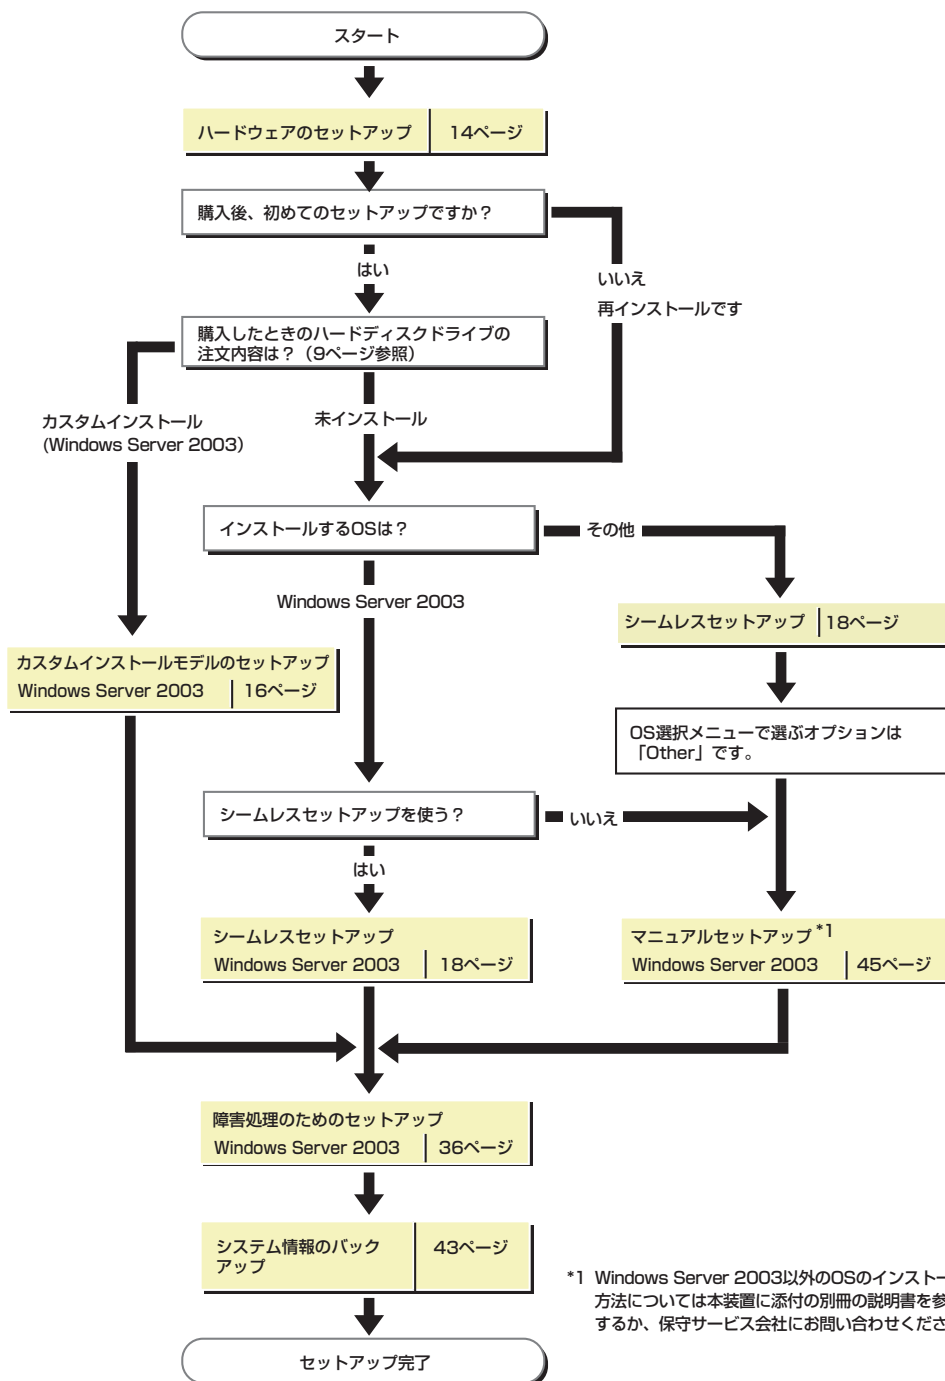 スタート
ハードウェアのセットアップ 14ページ
購入後、初めてのセットアップですか？
はい
いいえ
再インストールです
購入したときのハードディスクドライブの
注文内容は？（9ページ参照）
カスタムインストール
(Windows Server 2003)
未インストール
インストールするOSは？
その他
Windows Server 2003
シームレスセットアップ 18ページ
カスタムインストールモデルのセットアップ
Windows Server 2003 16ページ
OS選択メニューで選ぶオプションは
「Other」です。
シームレスセットアップを使う？
いいえ
はい
シームレスセットアップ
Windows Server 2003 18ページ
マニュアルセットアップ *1
Windows Server 2003 45ページ
障害処理のためのセットアップ
Windows Server 2003 36ページ
システム情報のバック
アップ
43ページ
*1 Windows Server 2003以外のOSのインストー
方法については本装置に添付の別冊の説明書を参
するか、保守サービス会社にお問い合わせくださ
セットアップ完了